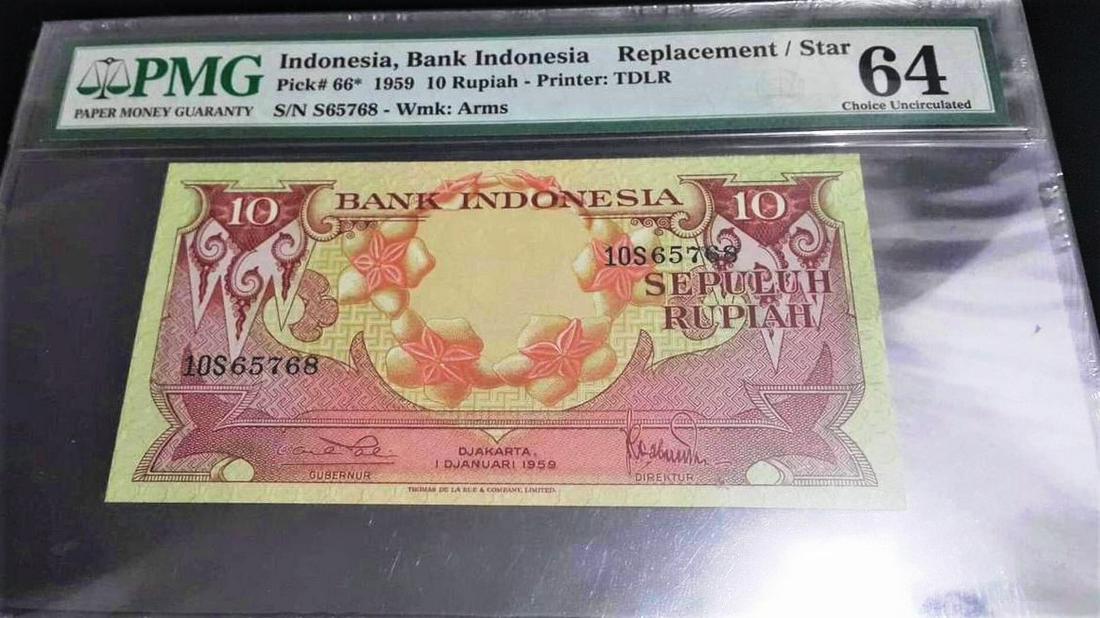 PMG
PAPER MONEY GUARANTY
Indonesia, Bank Indonesia Replacement / Star
Pick# 66* 1959 10 Rupiah - Printer: TDLR
S/N S65768 - Wmk: Arms
64
Choice Uncirculated
10
BANK INDONESIA
10
10S65768
SEPULUH
RUPIAH
10S65768
DJAKARTA,
1 DJANUARI 1959
GUBERNUR
DIREKTUR
THOMAS DE LA RUE & COMPANY, LIMITED.